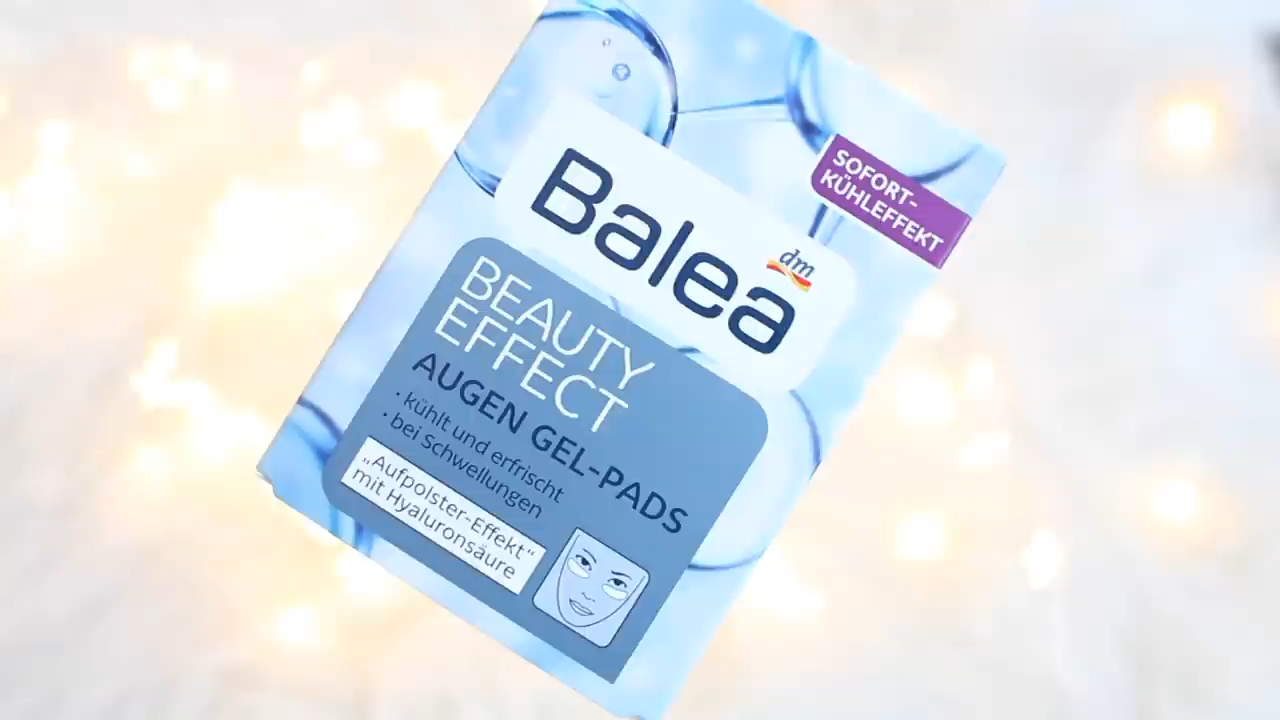 Balea
dm
SOFORT-
KÜHLEFFEKT
BEAUTY
EFFECT
AUGEN GEL-PADS
· kühlt und erfrischt
· bei Schwellungen
„Aufpolster-Effekt“
mit Hyaluronsäure